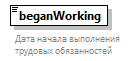 beganWorking
Дата начала выполнения
трудовых обязанностей